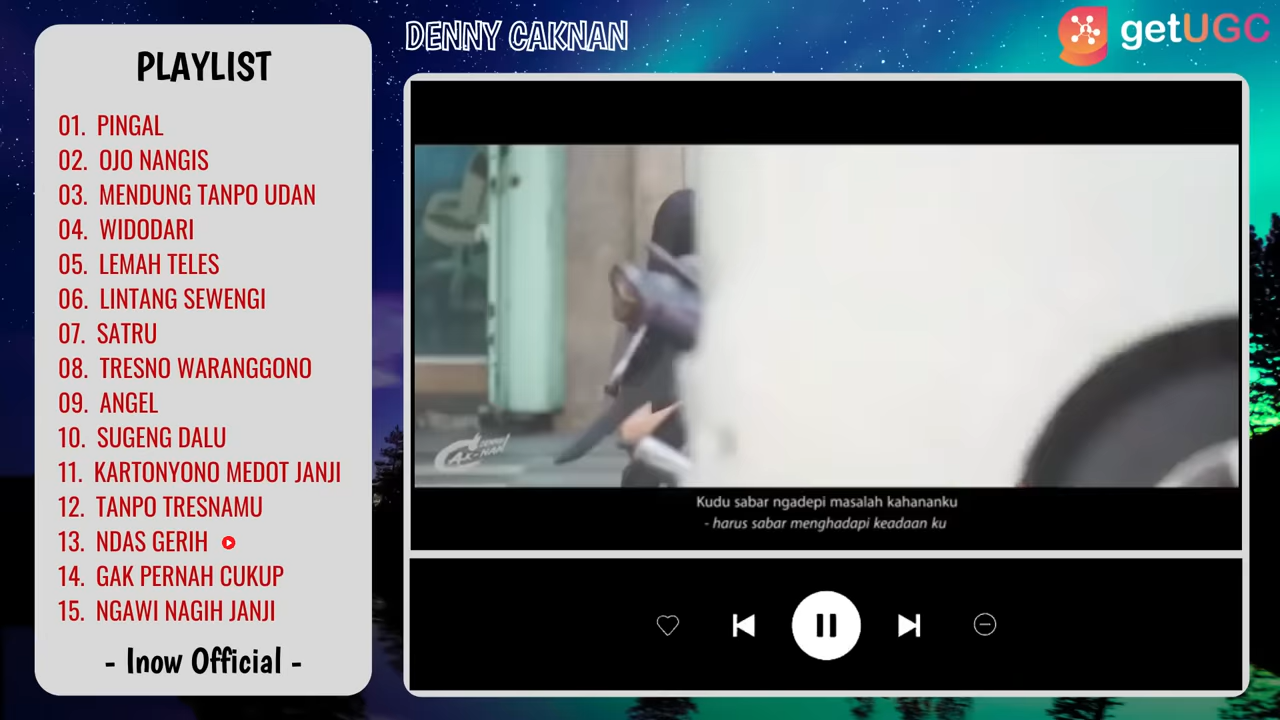 PLAYLIST
01. PINGAL
02. OJO NANGIS
03. MENDUNG TANPO UDAN
04. WIDODARI
05. LEMAH TELES
06. LINTANG SEWENGI
07. SATRU
08. TRESNO WARANGGONO
09. ANGEL
10. SUGENG DALU
11. KARTONYONO MEDOT JANJI
12. TANPO TRESNAMU
13. NDAS GERIH
14. GAK PERNAH CUKUP
15. NGAWI NAGIH JANJI
- Inow Official -
DENNY CAKNAN
getUGC
DENNY
CAK-NAN
Kudu sabar ngadepi masalah kahananku
- harus sabar menghadapi keadaan ku